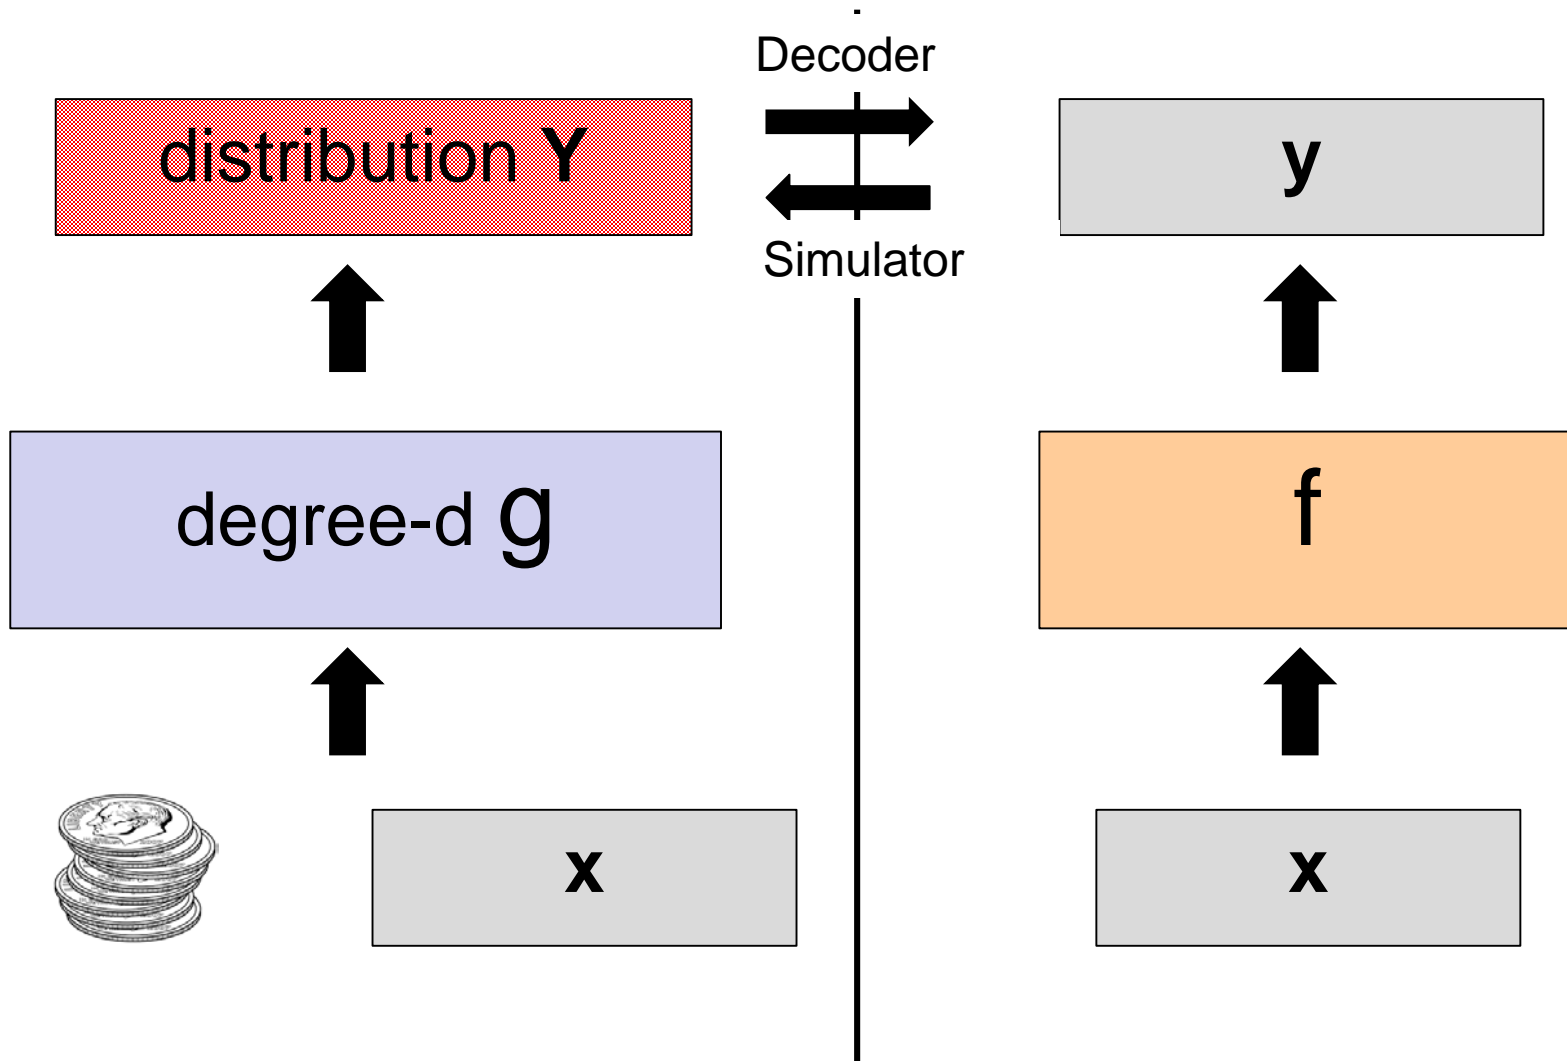 Decoder
distribution Y
y
Simulator
degree-d g
f
x
x